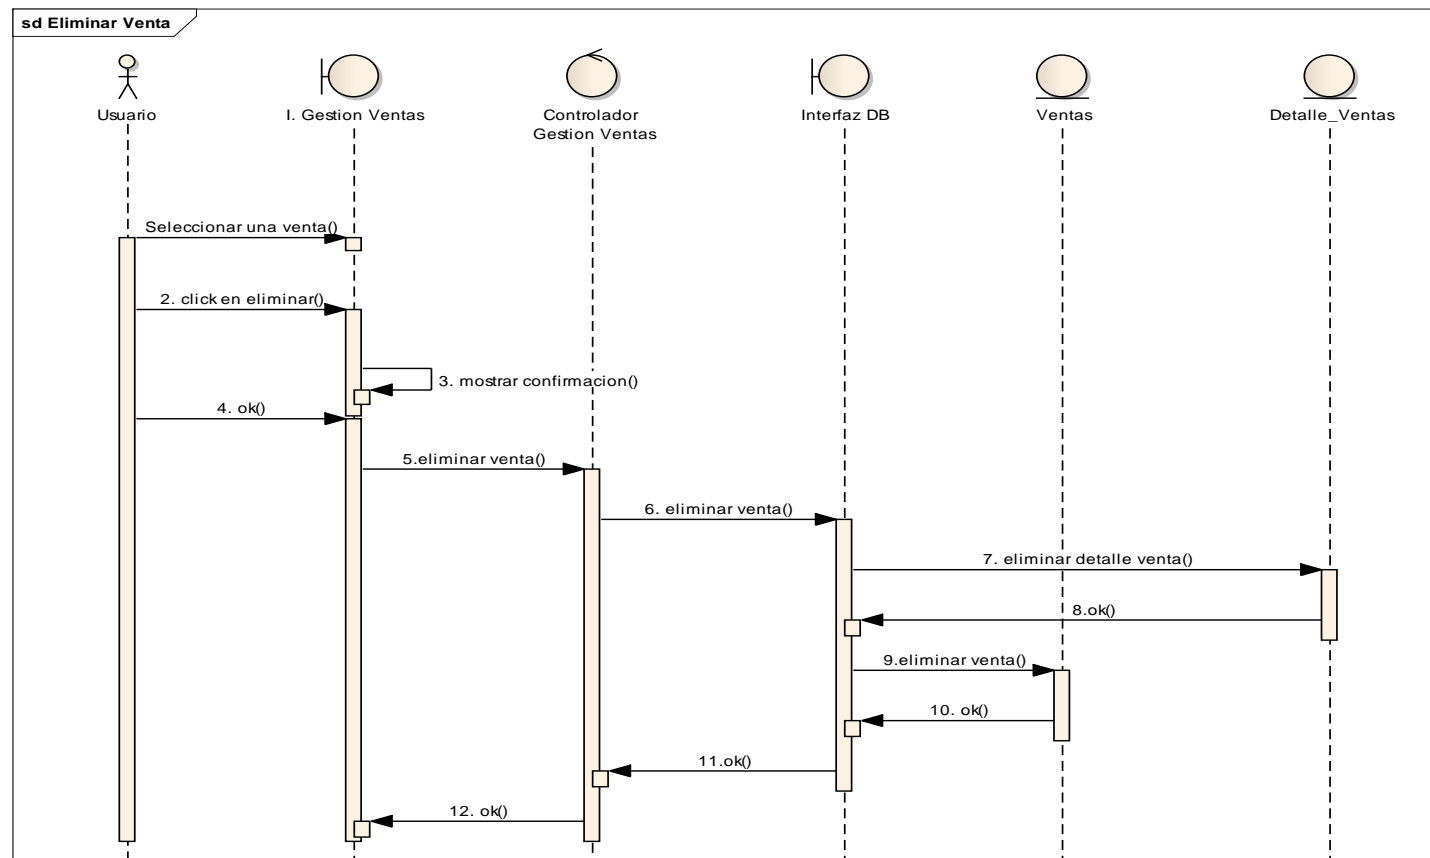 sd Eliminar Venta
Usuario
I. Gestion Ventas
Controlador
Gestion Ventas
Interfaz DB
Ventas
Detalle_Ventas
Seleccionar una venta()
2. click en eliminar()
3. mostrar confirmacion()
4. ok()
5.eliminar venta()
6. eliminar venta()
7. eliminar detalle venta()
8.ok()
9.eliminar venta()
10. ok()
11.ok()
12. ok()